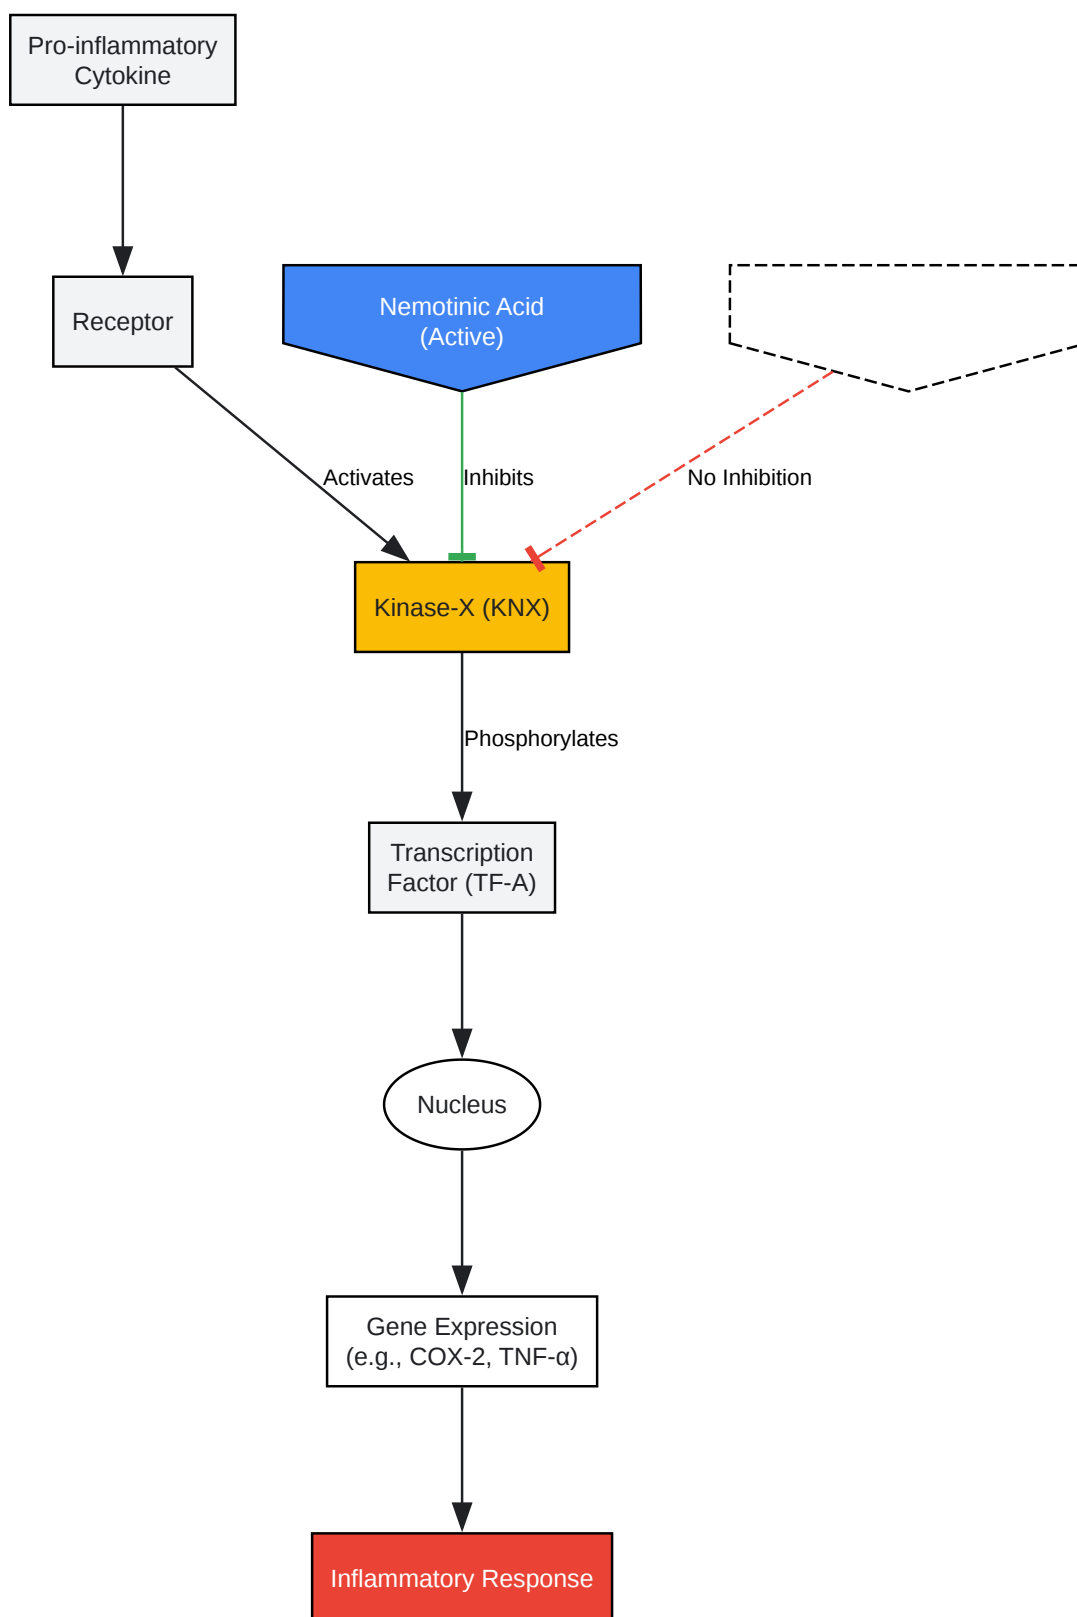 Pro-inflammatory
Cytokine
Receptor
Nemotinic Acid
(Active)
Activates
Inhibits
No Inhibition
Kinase-X (KNX)
Phosphorylates
Transcription
Factor (TF-A)
Nucleus
Gene Expression
(e.g., COX-2, TNF-α)
Inflammatory Response